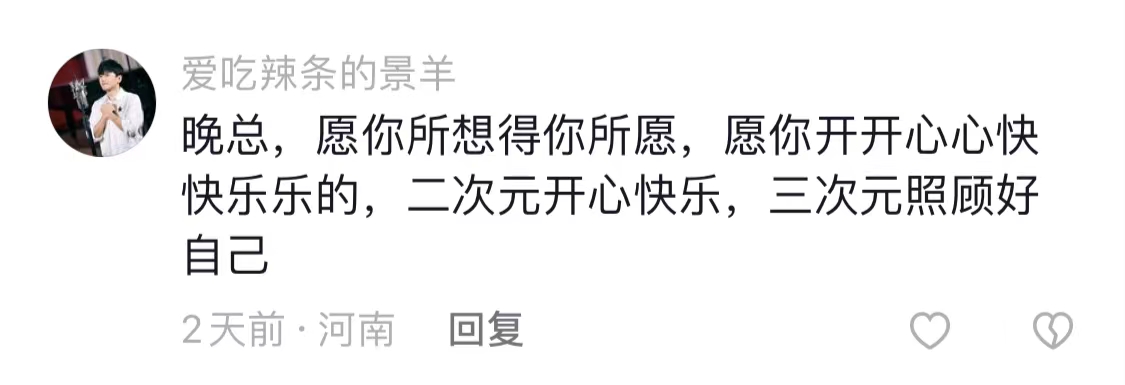 爱吃辣条的景羊
晚总，愿你所想得你所愿，愿你开开心心快
快乐乐的，二次元开心快乐，三次元照顾好
自己
2天前·河南 回复